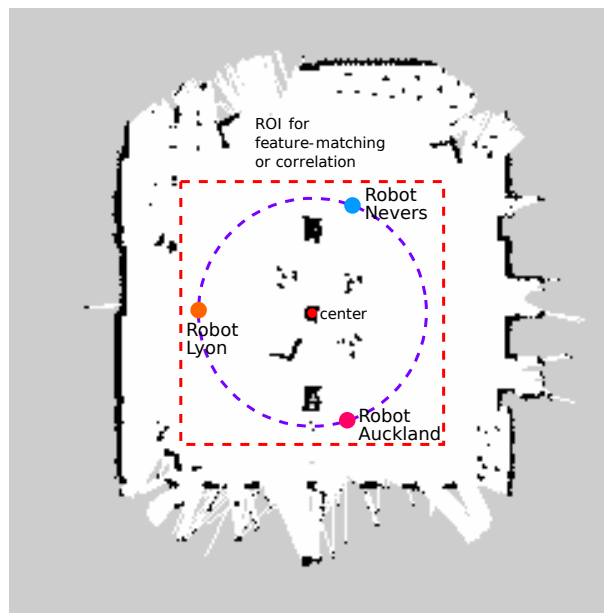 ROI for
feature-matching
or correlation
Robot
Nevers
center
Robot
Lyon
Robot
Auckland